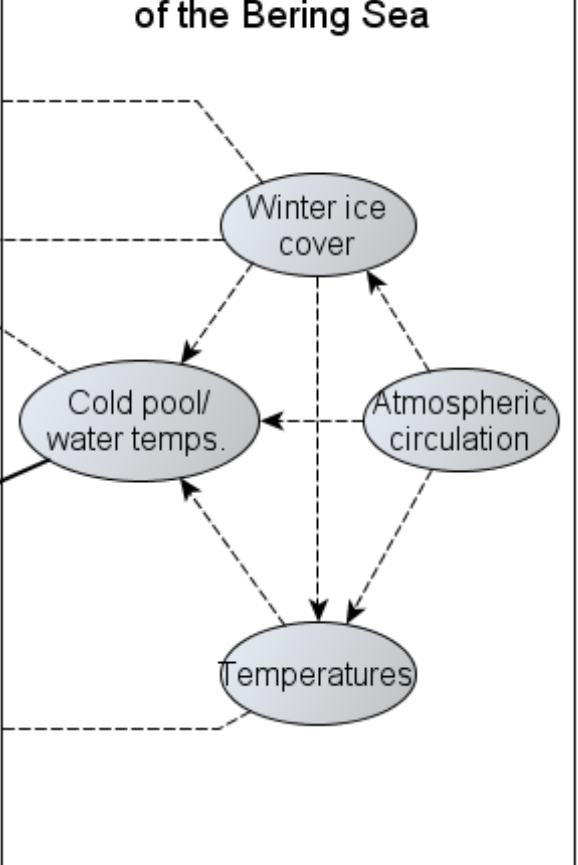 of the Bering Sea
Winter ice
cover
Cold pool/
water temps.
Atmospheric
circulation
Temperatures